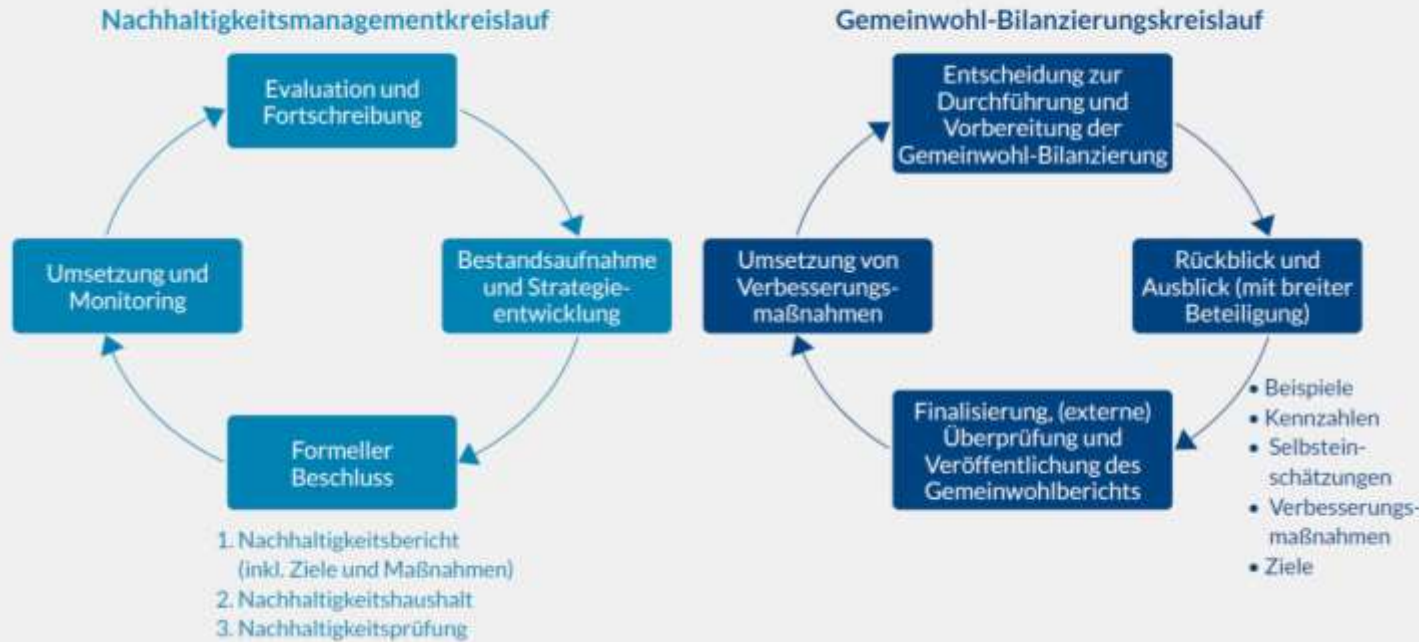 Nachhaltigkeitsmanagementkreislauf
Evaluation und
Fortschreibung
Bestandsaufnahme
und Strategie-
entwicklung
Formeller
Beschluss
1. Nachhaltigkeitsbericht
(inkl. Ziele und Maßnahmen)
2. Nachhaltigkeitshaushalt
3. Nachhaltigkeitsprüfung
Umsetzung und
Monitoring
Gemeinwohl-Bilanzierungskreislauf
Entscheidung zur
Durchführung und
Vorbereitung der
Gemeinwohl-Bilanzierung
Rückblick und
Ausblick (mit breiter
Beteiligung)
• Beispiele
• Kennzahlen
• Selbstein-
schätzungen
• Verbesserungs-
maßnahmen
• Ziele
Finalisierung, (externe)
Überprüfung und
Veröffentlichung des
Gemeinwohlberichts
Umsetzung von
Verbesserungs-
maßnahmen